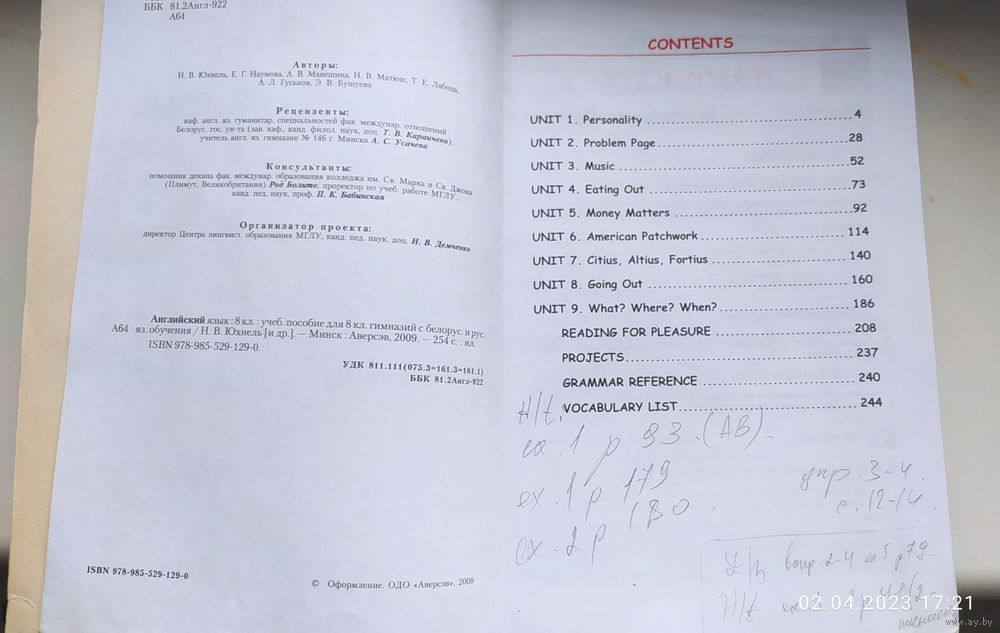 ББК 81.2Англ-922
А64
Авторы:
Н. В. Юхнель, Е. Г. Наумова, А. В. Манешина, Н. В. Матюш, Т. Е. Лабода,
А. Л. Гуськов, Э. В. Бушуева
Рецензенты:
каф. англ. яз. гуманитар. специальностей фак. междунар. отношений
Белорус. гос. ун-та (зав. каф., канд. филол. наук, доц. Т. В. Караичева);
учитель англ. яз. гимназии № 146 г. Минска А. С. Усачева
Консультанты:
помощник декана фак. междунар. образования колледжа им. Св. Марка и Св. Джона
(Плимут, Великобритания) Род Болито; проректор по учеб. работе МГЛУ,
канд. пед. наук, проф. П. К. Бабинская
Организатор проекта:
директор Центра лингвист. образования МГЛУ, канд. пед. наук, доц. Н. В. Демченко
Английский язык : 8 кл. : учеб. пособие для 8 кл. гимназий с белорус. и рус.
А64 яз. обучения / Н. В. Юхнель [и др.]. — Минск : Аверсэв, 2009. — 254 с. : ил.
ISBN 978-985-529-129-0.
УДК 811.111(075.3=161.3=161.1)
ББК 81.2Англ-922
ISBN 978-985-529-129-0
© Оформление. ОДО «Аверсэв», 2009
CONTENTS
UNIT 1. Personality 4
UNIT 2. Problem Page 28
UNIT 3. Music 52
UNIT 4. Eating Out 73
UNIT 5. Money Matters 92
UNIT 6. American Patchwork 114
UNIT 7. Citius, Altius, Fortius 140
UNIT 8. Going Out 160
UNIT 9. What? Where? When? 186
READING FOR PLEASURE 208
PROJECTS 237
GRAMMAR REFERENCE 240
VOCABULARY LIST 244
H/t.
ex. 1 p. 93. (AB).
ex. 1 p. 179.
ex. 2 p. 180.
упр. 3-4.
с. 12-14
H/t ex
02.04.2023 17:21
www.ay.by